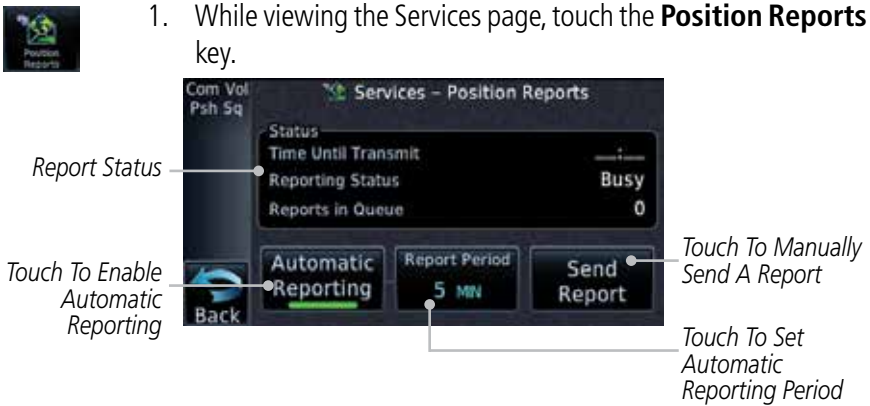 Position
Reports
1. While viewing the Services page, touch the Position Reports
key.
Com Vol
Psh Sq
Services – Position Reports
Status
Time Until Transmit
__:__
Reporting Status
Busy
Reports in Queue
0
Automatic
Reporting
Report Period
5 MIN
Send
Report
Back
Report Status
Touch To Enable
Automatic
Reporting
Touch To Manually
Send A Report
Touch To Set
Automatic
Reporting Period